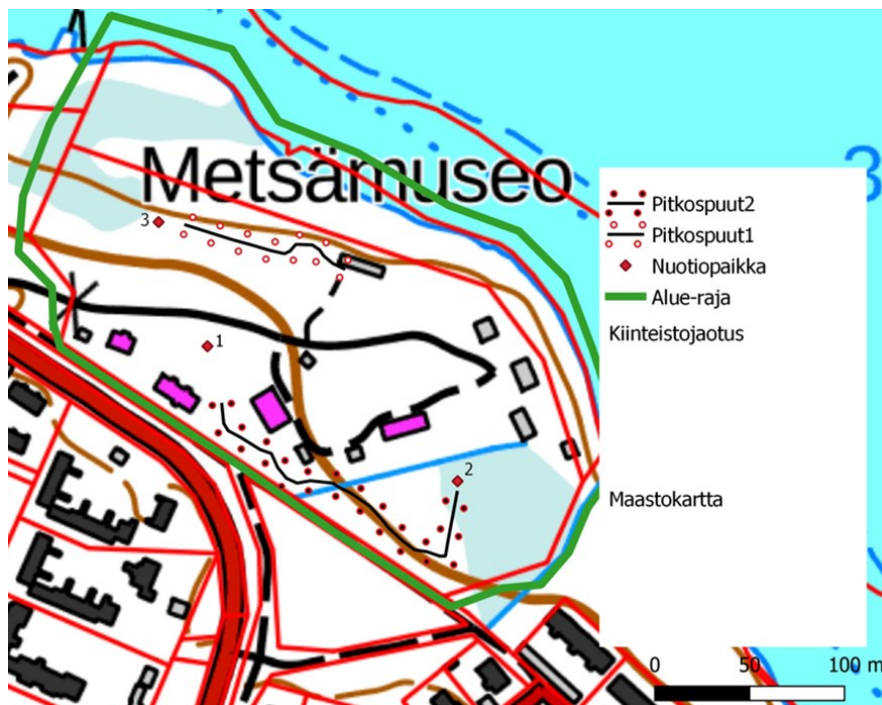 Metsämuseo
3
3
1
2
Pitkospuut2
Pitkospuut1
Nuotiopaikka
Alue-raja
Kiinteistojaotus
Maastokartta
0 50 100 m